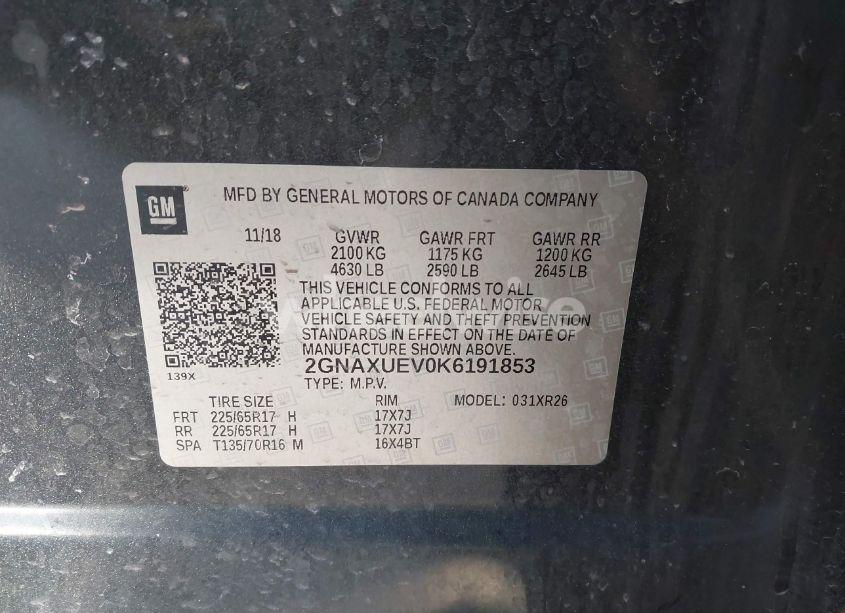 GM
MFD BY GENERAL MOTORS OF CANADA COMPANY
11/18 GVWR GAWR FRT GAWR RR
2100 KG 1175 KG 1200 KG
4630 LB 2590 LB 2645 LB
THIS VEHICLE CONFORMS TO ALL
APPLICABLE U.S. FEDERAL MOTOR
VEHICLE SAFETY AND THEFT PREVENTION
STANDARDS IN EFFECT ON THE DATE OF
MANUFACTURE SHOWN ABOVE.
139X 2GNAXUEV0K6191853
TYPE: M.P.V.
TIRE SIZE RIM MODEL: 031XR26
FRT 225/65R17 H 17X7J
RR 225/65R17 H 17X7J
SPA T135/70R16 M 16X4BT